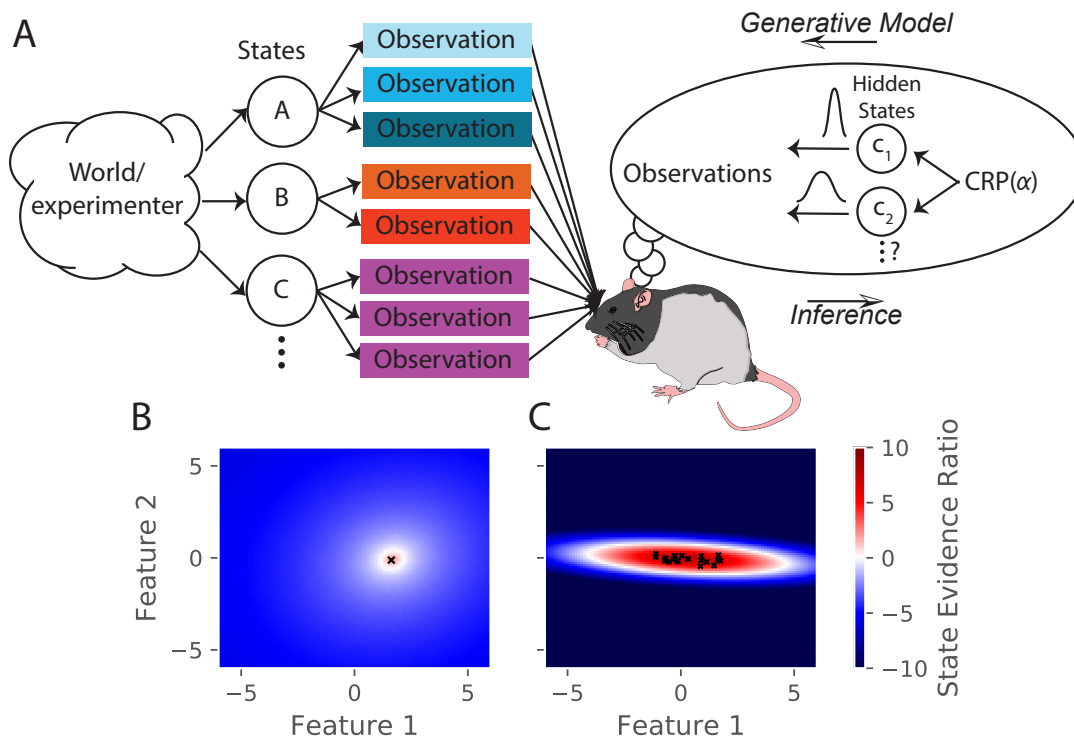 A
States
World/
experimenter
A
B
C
Observation
Observation
Observation
Observation
Observation
Observation
Observation
Observation
Generative Model
Hidden
States
Observations
c1
c2
?
CRP(α)
Inference
B
Feature 2
5
0
−5
−5
0
5
Feature 1
C
−5
0
5
Feature 1
10
5
0
−5
−10
State Evidence Ratio